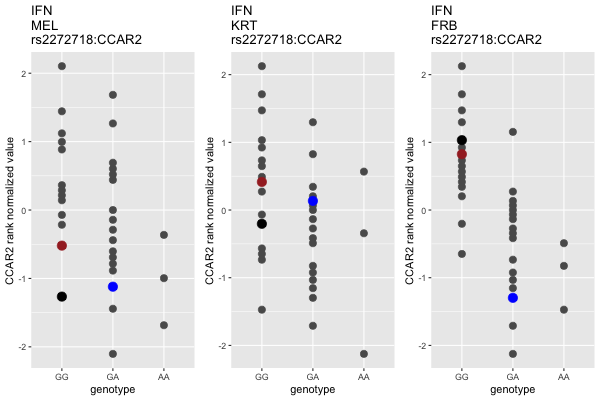 IFN
MEL
rs2272718:CCAR2
CCAR2 rank normalized value
2
1
0
-1
-2
GG
GA
AA
genotype
IFN
KRT
rs2272718:CCAR2
CCAR2 rank normalized value
2
1
0
-1
-2
GG
GA
AA
genotype
IFN
FRB
rs2272718:CCAR2
CCAR2 rank normalized value
2
1
0
-1
-2
GG
GA
AA
genotype